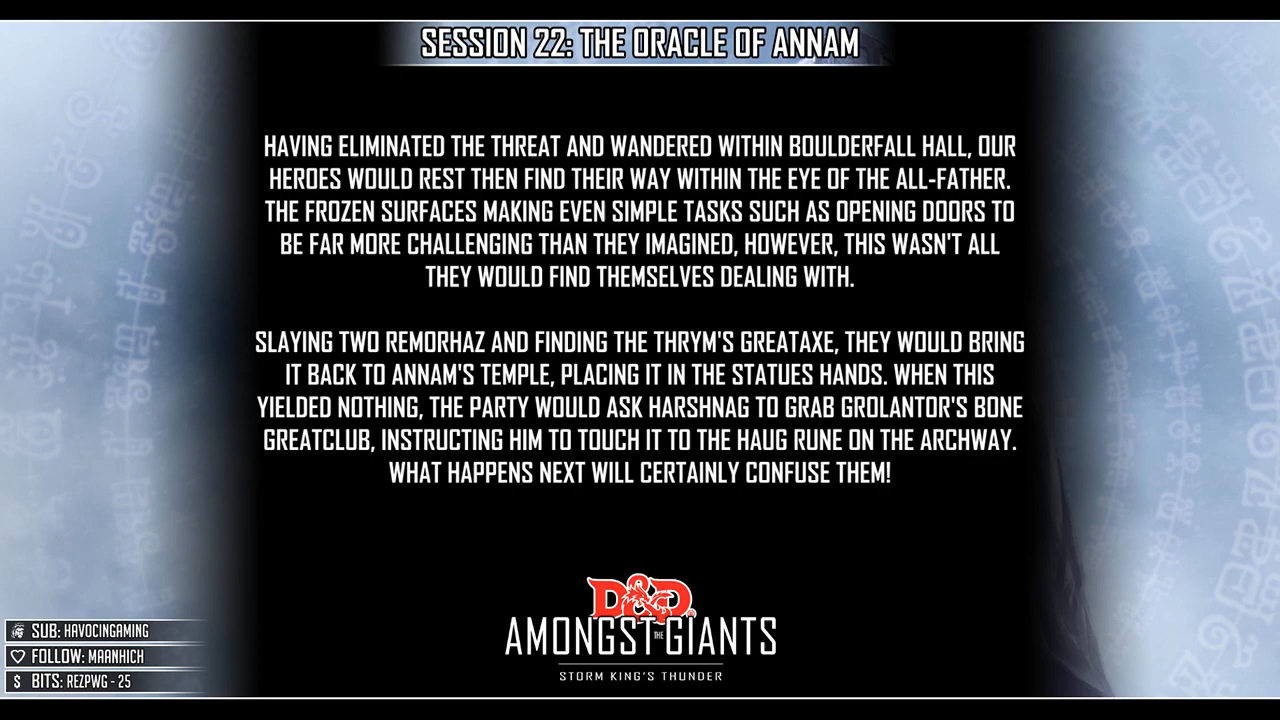 SESSION 22: THE ORACLE OF ANNAM
HAVING ELIMINATED THE THREAT AND WANDERED WITHIN BOULDERFALL HALL, OUR
HEROES WOULD REST THEN FIND THEIR WAY WITHIN THE EYE OF THE ALL-FATHER.
THE FROZEN SURFACES MAKING EVEN SIMPLE TASKS SUCH AS OPENING DOORS TO
BE FAR MORE CHALLENGING THAN THEY IMAGINED, HOWEVER, THIS WASN'T ALL
THEY WOULD FIND THEMSELVES DEALING WITH.
SLAYING TWO REMORHAZ AND FINDING THE THRYM'S GREATAXE, THEY WOULD BRING
IT BACK TO ANNAM'S TEMPLE, PLACING IT IN THE STATUES HANDS. WHEN THIS
YIELDED NOTHING, THE PARTY WOULD ASK HARSHNAG TO GRAB GROLANTOR'S BONE
GREATCLUB, INSTRUCTING HIM TO TOUCH IT TO THE HAUG RUNE ON THE ARCHWAY.
WHAT HAPPENS NEXT WILL CERTAINLY CONFUSE THEM!
D&D
AMONGST THE GIANTS
STORM KING'S THUNDER
SUB: HAVOCINGAMING
FOLLOW: MAANHICH
$ BITS: REZPWG - 25